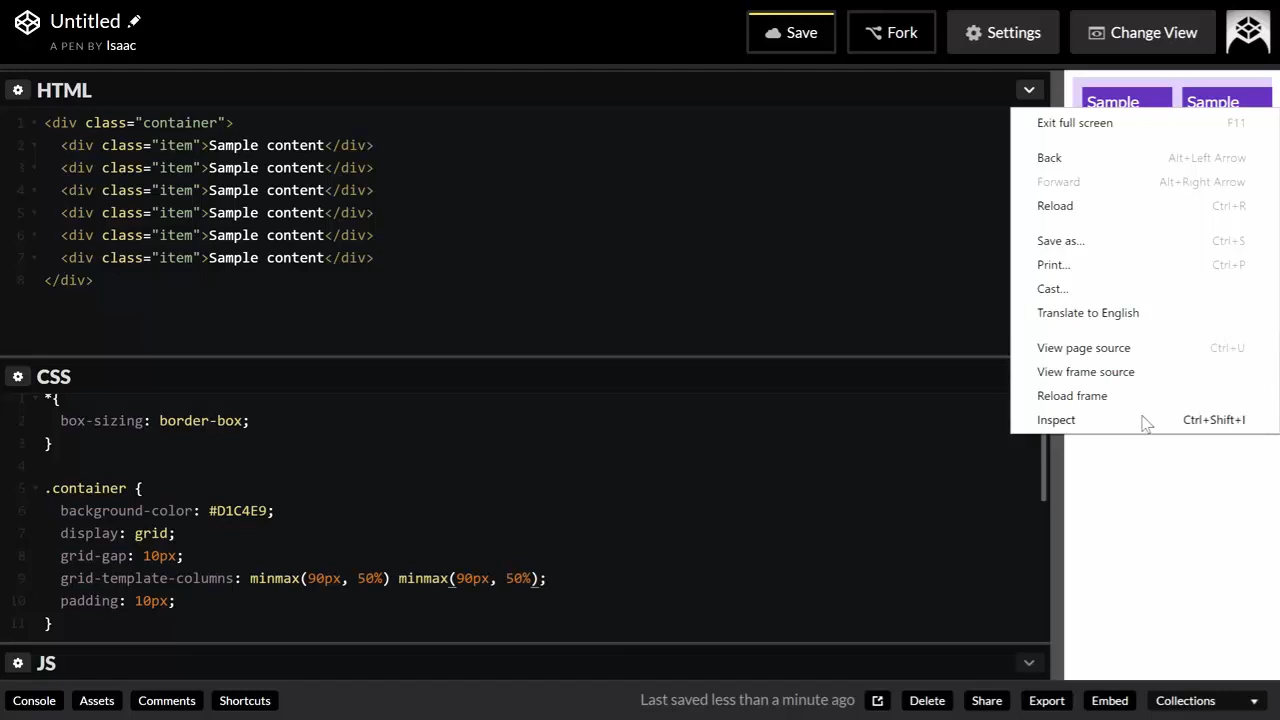 Untitled
A PEN BY Isaac
Save
Fork
Settings
Change View
HTML
1 <div class="container">
2 <div class="item">Sample content</div>
3 <div class="item">Sample content</div>
4 <div class="item">Sample content</div>
5 <div class="item">Sample content</div>
6 <div class="item">Sample content</div>
7 <div class="item">Sample content</div>
8 </div>
CSS
1 *{
2 box-sizing: border-box;
3 }
4
5 .container {
6 background-color: #D1C4E9;
7 display: grid;
8 grid-gap: 10px;
9 grid-template-columns: minmax(90px, 50%) minmax(90px, 50%);
10 padding: 10px;
11 }
JS
Sample Sample
Exit full screen F11
Back Alt+Left Arrow
Forward Alt+Right Arrow
Reload Ctrl+R
Save as... Ctrl+S
Print... Ctrl+P
Cast...
Translate to English
View page source Ctrl+U
View frame source
Reload frame
Inspect Ctrl+Shift+I
Console
Assets
Comments
Shortcuts
Last saved less than a minute ago
Delete
Share
Export
Embed
Collections